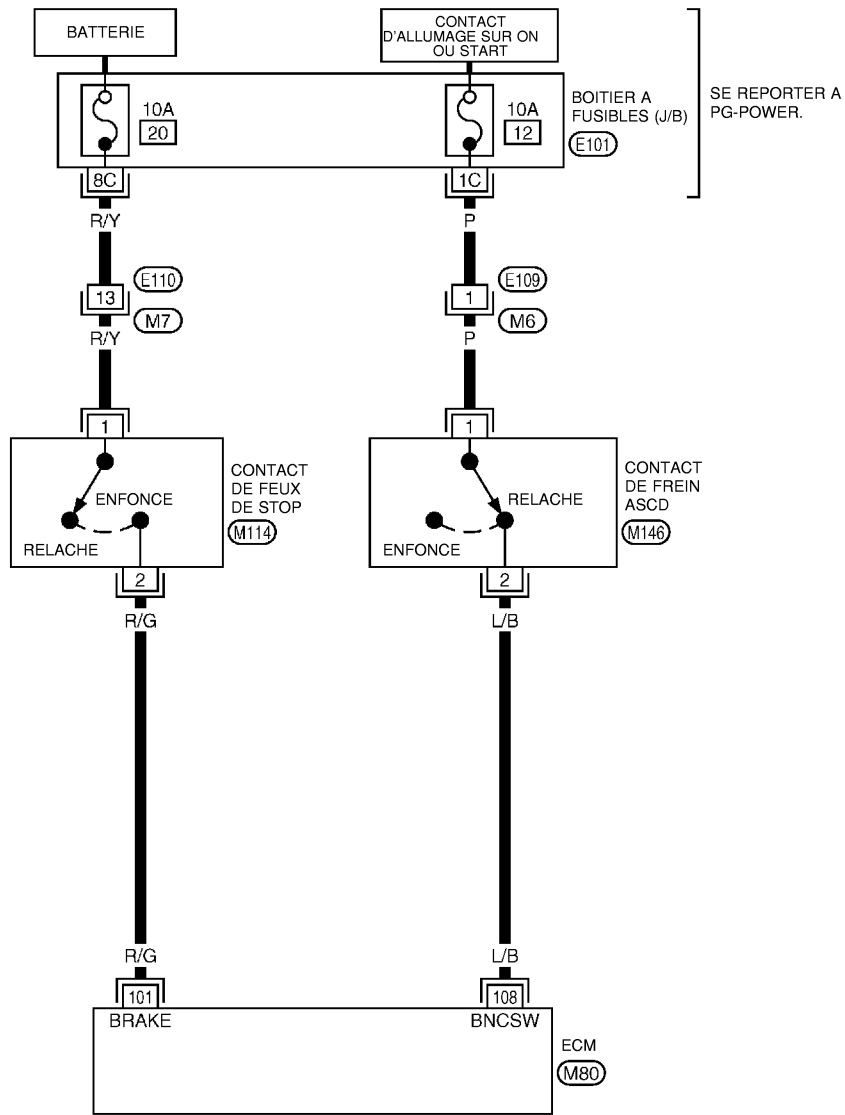 BATTERIE
CONTACT
D'ALLUMAGE SUR ON
OU START
10A
20
10A
12
BOITIER A
FUSIBLES (J/B)
E101
SE REPORTER A
PG-POWER.
8C
1C
R/Y
P
13
E110
M7
1
E109
M6
R/Y
P
1
1
ENFONCE
RELACHE
CONTACT
DE FEUX
DE STOP
M114
RELACHE
ENFONCE
CONTACT
DE FREIN
ASCD
M146
2
2
R/G
L/B
R/G
L/B
101
108
BRAKE
BNCSW
ECM
M80